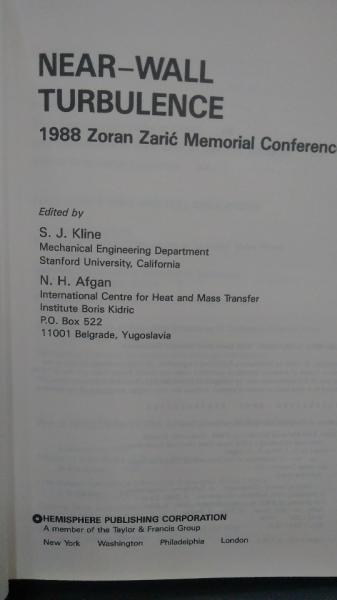 NEAR–WALL
TURBULENCE
1988 Zoran Zarić Memorial Conferenc
Edited by
S. J. Kline
Mechanical Engineering Department
Stanford University, California
N. H. Afgan
International Centre for Heat and Mass Transfer
Institute Boris Kidric
P.O. Box 522
11001 Belgrade, Yugoslavia
HEMISPHERE PUBLISHING CORPORATION
A member of the Taylor & Francis Group
New York Washington Philadelphia London